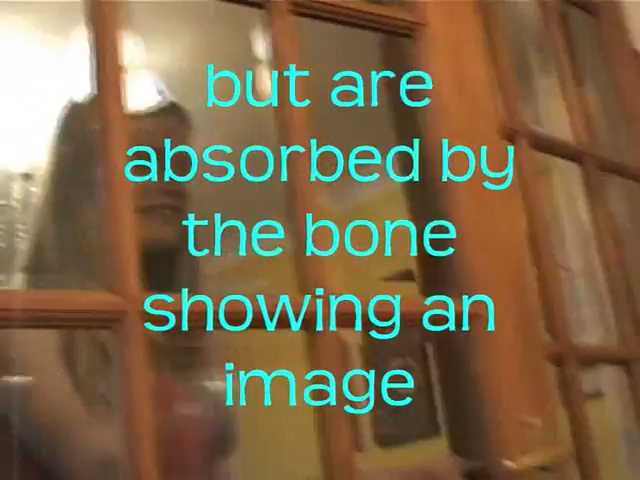 but are
absorbed by
the bone
showing an
image